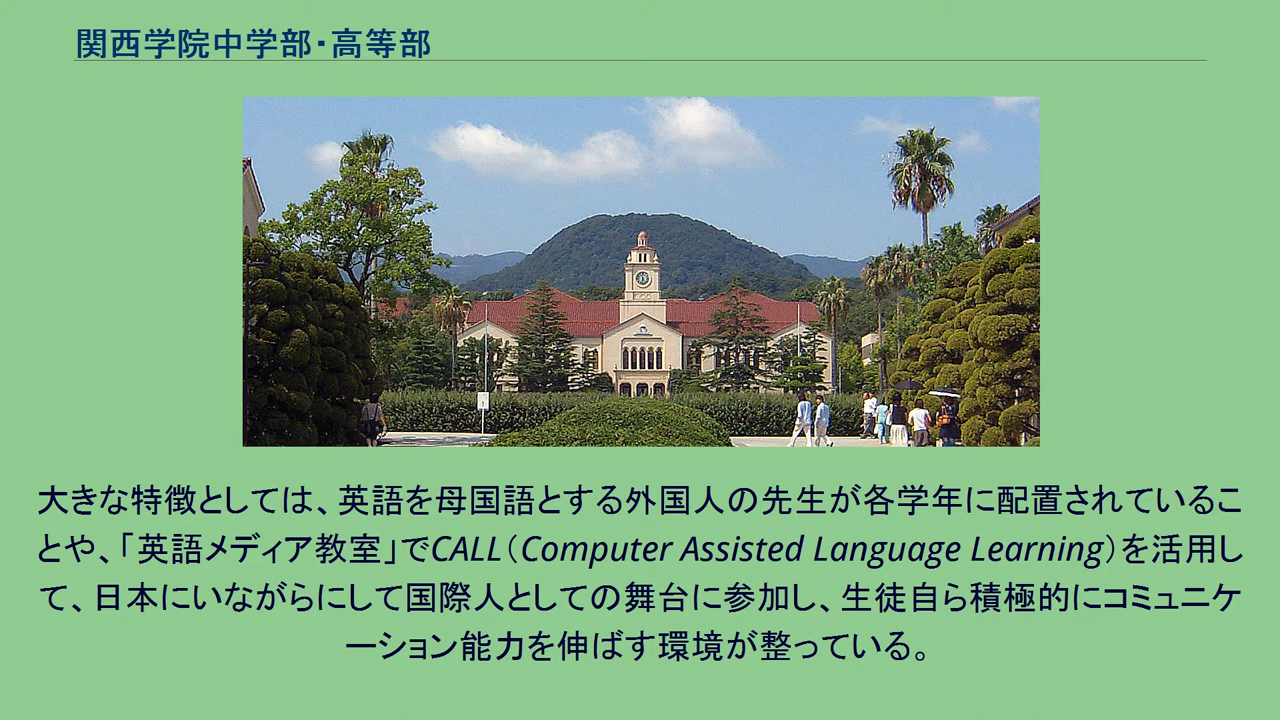 関西学院中学部・高等部
大きな特徴としては、英語を母国語とする外国人の先生が各学年に配置されているこ
とや、「英語メディア教室」でCALL（Computer Assisted Language Learning）を活用し
て、日本にいながらにして国際人としての舞台に参加し、生徒自ら積極的にコミュニケ
ーション能力を伸ばす環境が整っている。